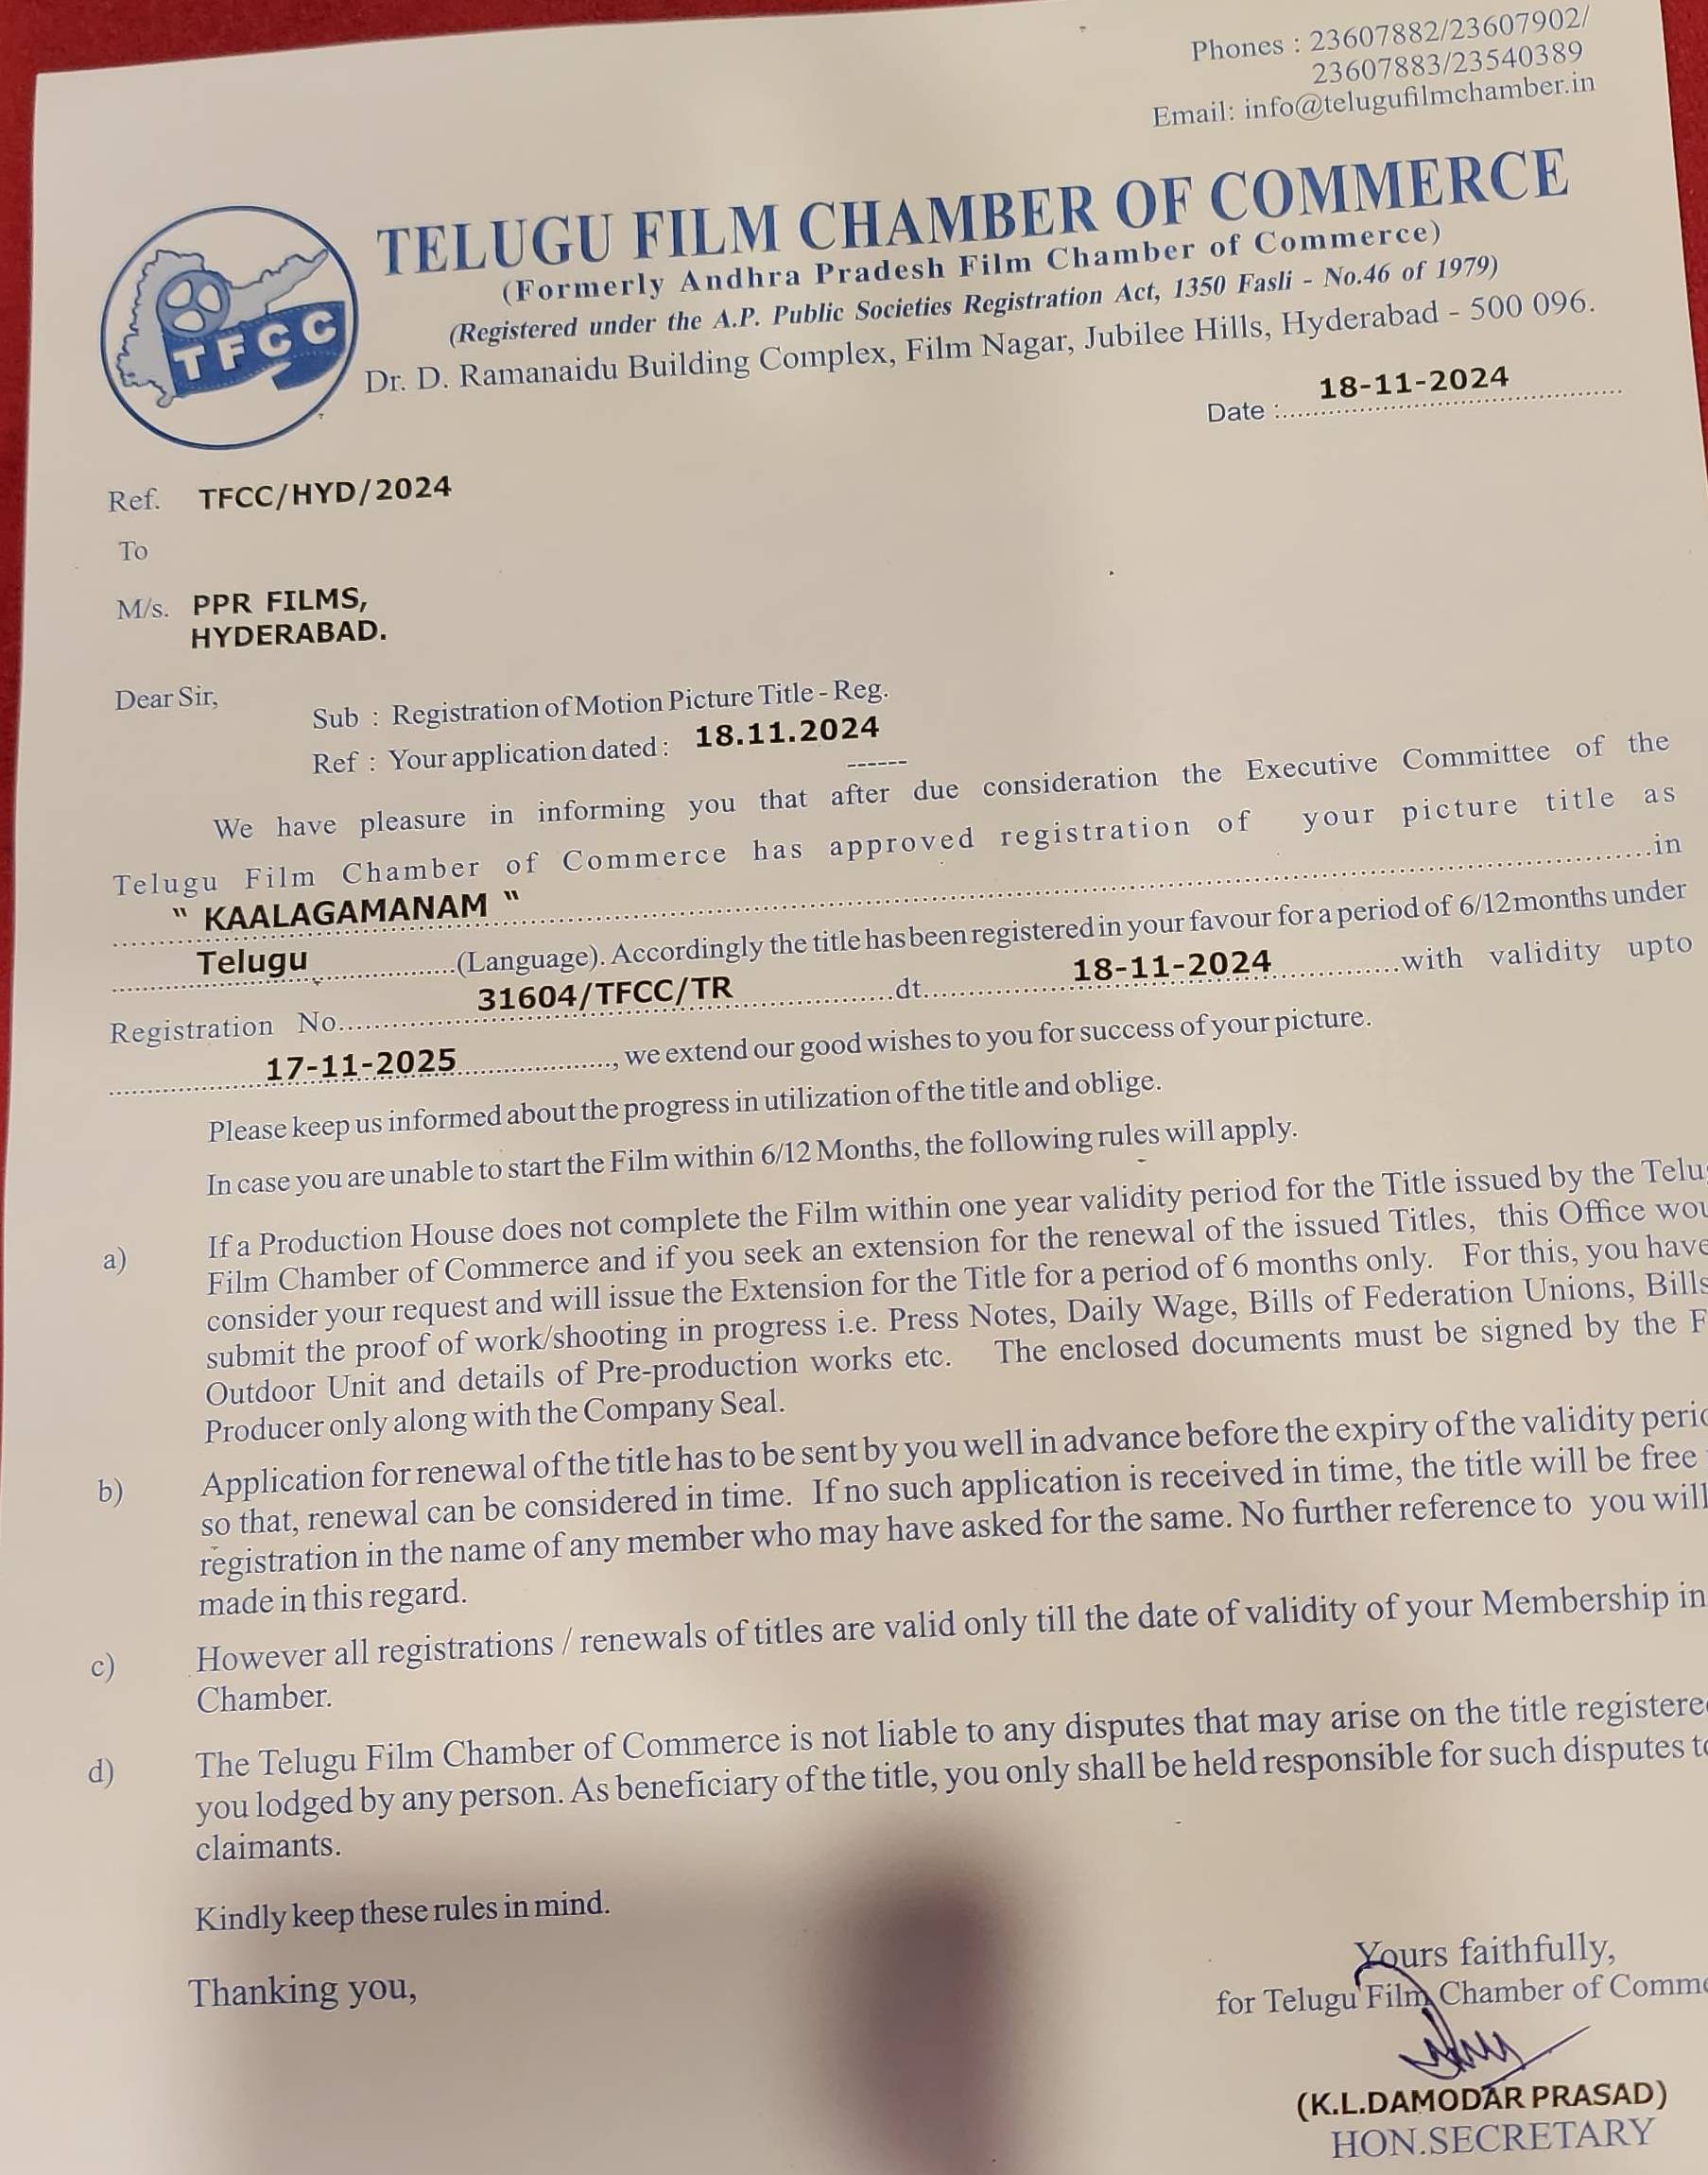 Phones : 23607882/23607902/
23607883/23540389
Email: info@telugufilmchamber.in
TELUGU FILM CHAMBER OF COMMERCE
(Formerly Andhra Pradesh Film Chamber of Commerce)
(Registered under the A.P. Public Societies Registration Act, 1350 Fasli - No.46 of 1979)
Dr. D. Ramanaidu Building Complex, Film Nagar, Jubilee Hills, Hyderabad - 500 096.
TFCC
Date :..............18-11-2024..............
Ref. TFCC/HYD/2024
To
M/s. PPR FILMS,
HYDERABAD.
Dear Sir,
Sub : Registration of Motion Picture Title - Reg.
Ref : Your application dated : 18.11.2024
------
We have pleasure in informing you that after due consideration the Executive Committee of the
Telugu Film Chamber of Commerce has approved registration of your picture title as
" KAALAGAMANAM " ..............in
Telugu ..............(Language). Accordingly the title has been registered in your favour for a period of 6/12 months under
Registration No..............31604/TFCC/TR..............dt..............18-11-2024..............with validity upto
..............17-11-2025.............., we extend our good wishes to you for success of your picture.
Please keep us informed about the progress in utilization of the title and oblige.
In case you are unable to start the Film within 6/12 Months, the following rules will apply.
a) If a Production House does not complete the Film within one year validity period for the Title issued by the Telu
Film Chamber of Commerce and if you seek an extension for the renewal of the issued Titles, this Office wou
consider your request and will issue the Extension for the Title for a period of 6 months only. For this, you have
submit the proof of work/shooting in progress i.e. Press Notes, Daily Wage, Bills of Federation Unions, Bills
Outdoor Unit and details of Pre-production works etc. The enclosed documents must be signed by the F
Producer only along with the Company Seal.
b) Application for renewal of the title has to be sent by you well in advance before the expiry of the validity perio
so that, renewal can be considered in time. If no such application is received in time, the title will be free
registration in the name of any member who may have asked for the same. No further reference to you will
made in this regard.
c) However all registrations / renewals of titles are valid only till the date of validity of your Membership in
Chamber.
d) The Telugu Film Chamber of Commerce is not liable to any disputes that may arise on the title registere
you lodged by any person. As beneficiary of the title, you only shall be held responsible for such disputes to
claimants.
Kindly keep these rules in mind.
Thanking you,
Yours faithfully,
for Telugu Film Chamber of Comme
(K.L.DAMODAR PRASAD)
HON.SECRETARY